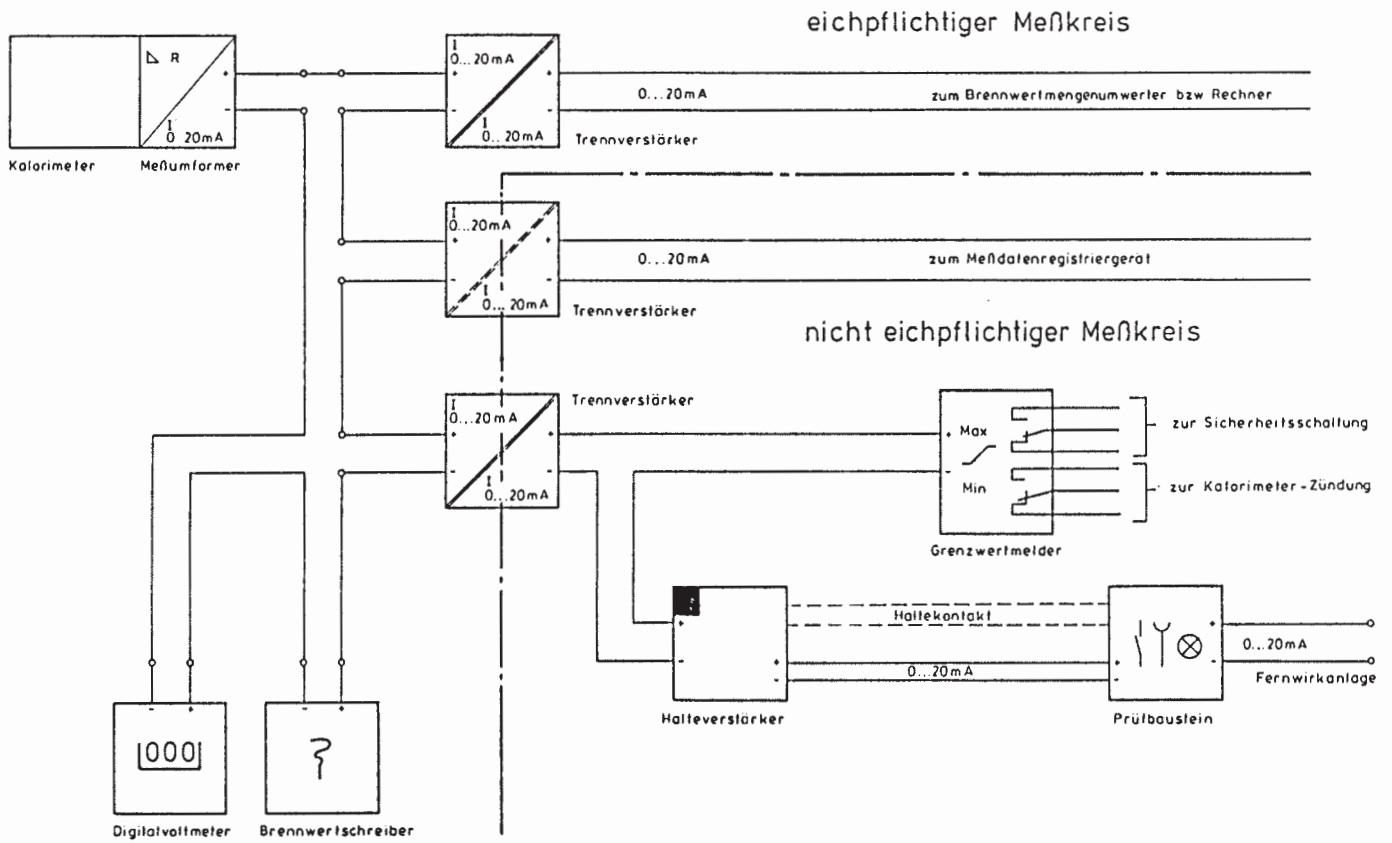 eichpflichtiger Meßkreis
R
I
0 20mA
+
-
Kalorimeter
Meßumformer
I
0...20mA
+
-
I
0...20mA
+
-
Trennverstärker
0...20mA
zum Brennwertmengenumwerter bzw Rechner
I
0...20mA
+
-
I
0...20mA
+
-
Trennverstärker
0...20mA
zum Meßdatenregistriergerät
nicht eichpflichtiger Meßkreis
I
0...20mA
+
-
I
0...20mA
+
-
Trennverstärker
+
-
Max
Min
Grenzwertmelder
zur Sicherheitsschaltung
zur Kalorimeter-Zündung
+
-
+
-
Halteverstärker
Haltekontakt
0...20mA
+
-
+
-
Prüfbaustein
0...20mA
Fernwirkanlage
- +
000
Digitalvoltmeter
- +
Brennwertschreiber